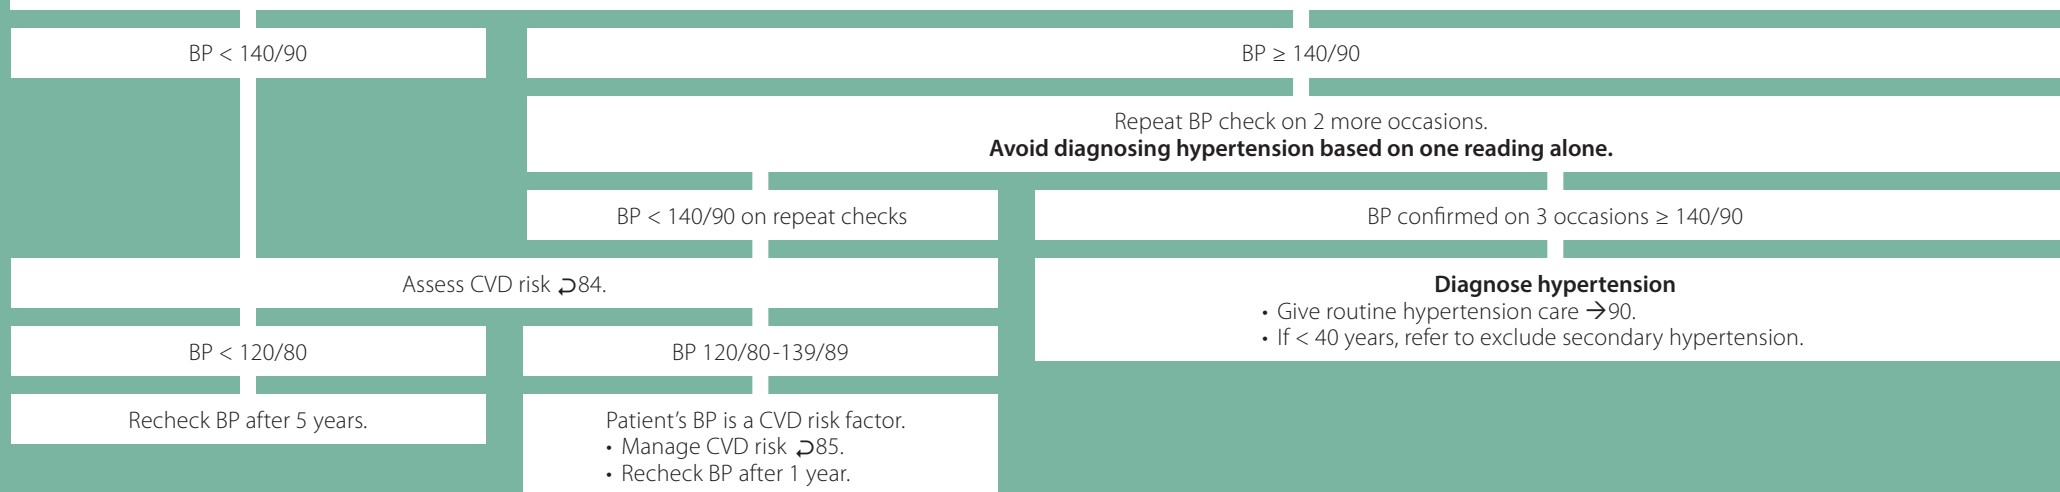 BP < 140/90
BP ≥ 140/90
Repeat BP check on 2 more occasions.
Avoid diagnosing hypertension based on one reading alone.
BP < 140/90 on repeat checks
BP confirmed on 3 occasions ≥ 140/90
Assess CVD risk ⮌84.
Diagnose hypertension
• Give routine hypertension care →90.
• If < 40 years, refer to exclude secondary hypertension.
BP < 120/80
BP 120/80-139/89
Recheck BP after 5 years.
Patient’s BP is a CVD risk factor.
• Manage CVD risk ⮌85.
• Recheck BP after 1 year.